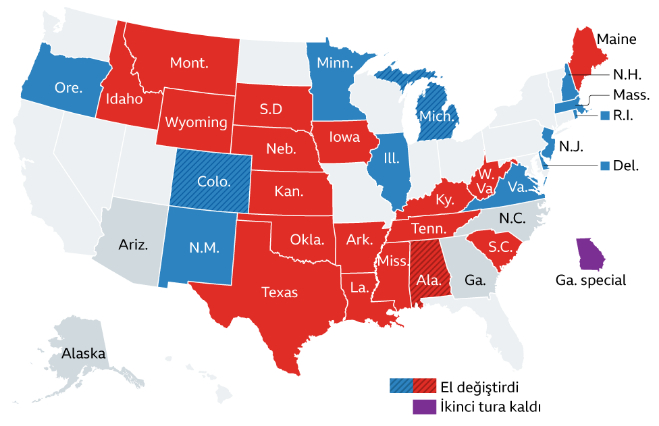 Maine
Mont.
Minn.
N.H.
Ore.
Mass.
Idaho
S.D
Mich.
R.I.
Wyoming
Iowa
N.J.
Neb.
Ill.
Del.
W.
Va.
Colo.
Kan.
Ky.
Va.
N.C.
Tenn.
Ariz.
N.M.
Okla.
Ark.
S.C.
Miss.
Ala.
Ga.
Ga. special
La.
Texas
Alaska
El değiştirdi
İkinci tura kaldı